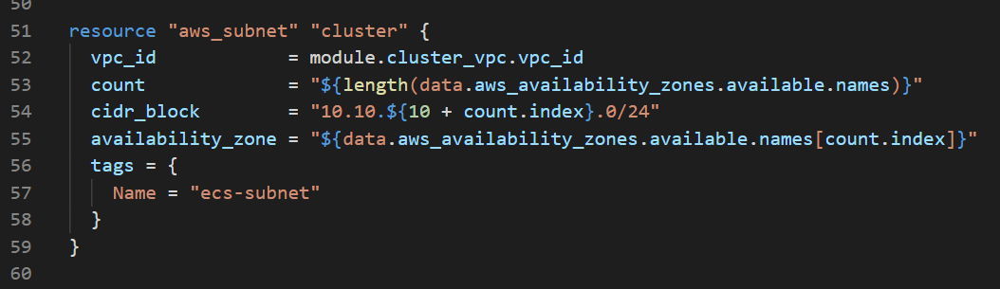 50
51 resource "aws_subnet" "cluster" {
52   vpc_id            = module.cluster_vpc.vpc_id
53   count             = "${length(data.aws_availability_zones.available.names)}"
54   cidr_block        = "10.10.${10 + count.index}.0/24"
55   availability_zone = "${data.aws_availability_zones.available.names[count.index]}"
56   tags = {
57     Name = "ecs-subnet"
58   }
59 }
60